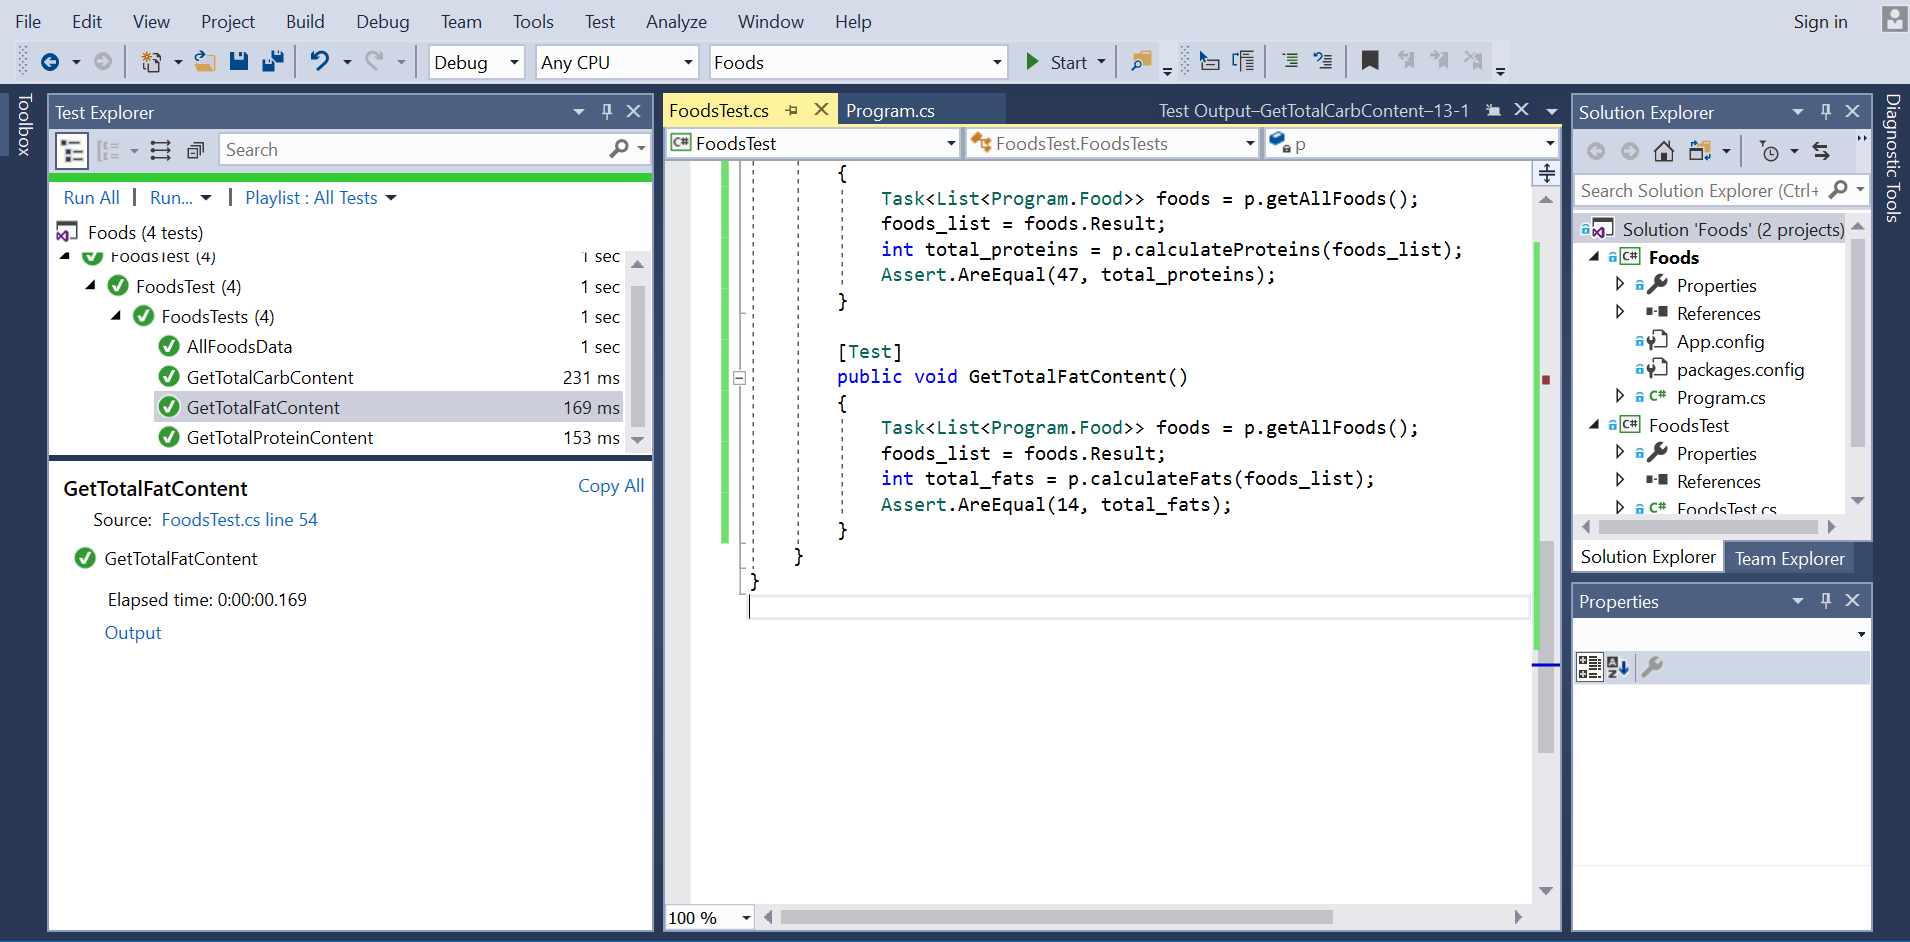 File Edit View Project Build Debug Team Tools Test Analyze Window Help Sign in
Debug Any CPU Foods Start
Toolbox
Test Explorer
Search
Run All Run... Playlist : All Tests
Foods (4 tests)
FoodsTest (4) 1 sec
FoodsTest (4) 1 sec
FoodsTests (4) 1 sec
AllFoodsData 1 sec
GetTotalCarbContent 231 ms
GetTotalFatContent 169 ms
GetTotalProteinContent 153 ms
GetTotalFatContent Copy All
Source: FoodsTest.cs line 54
GetTotalFatContent
Elapsed time: 0:00:00.169
Output
FoodsTest.cs Program.cs Test Output–GetTotalCarbContent–13-1
C# FoodsTest FoodsTest.FoodsTests p
{
Task<List<Program.Food>> foods = p.getAllFoods();
foods_list = foods.Result;
int total_proteins = p.calculateProteins(foods_list);
Assert.AreEqual(47, total_proteins);
}
[Test]
public void GetTotalFatContent()
{
Task<List<Program.Food>> foods = p.getAllFoods();
foods_list = foods.Result;
int total_fats = p.calculateFats(foods_list);
Assert.AreEqual(14, total_fats);
}
}
}
100 %
Solution Explorer
Search Solution Explorer (Ctrl+
Solution 'Foods' (2 projects)
C# Foods
Properties
References
App.config
packages.config
C# Program.cs
C# FoodsTest
Properties
References
C# FoodsTest.cs
Solution Explorer Team Explorer
Properties
AZ
Diagnostic Tools